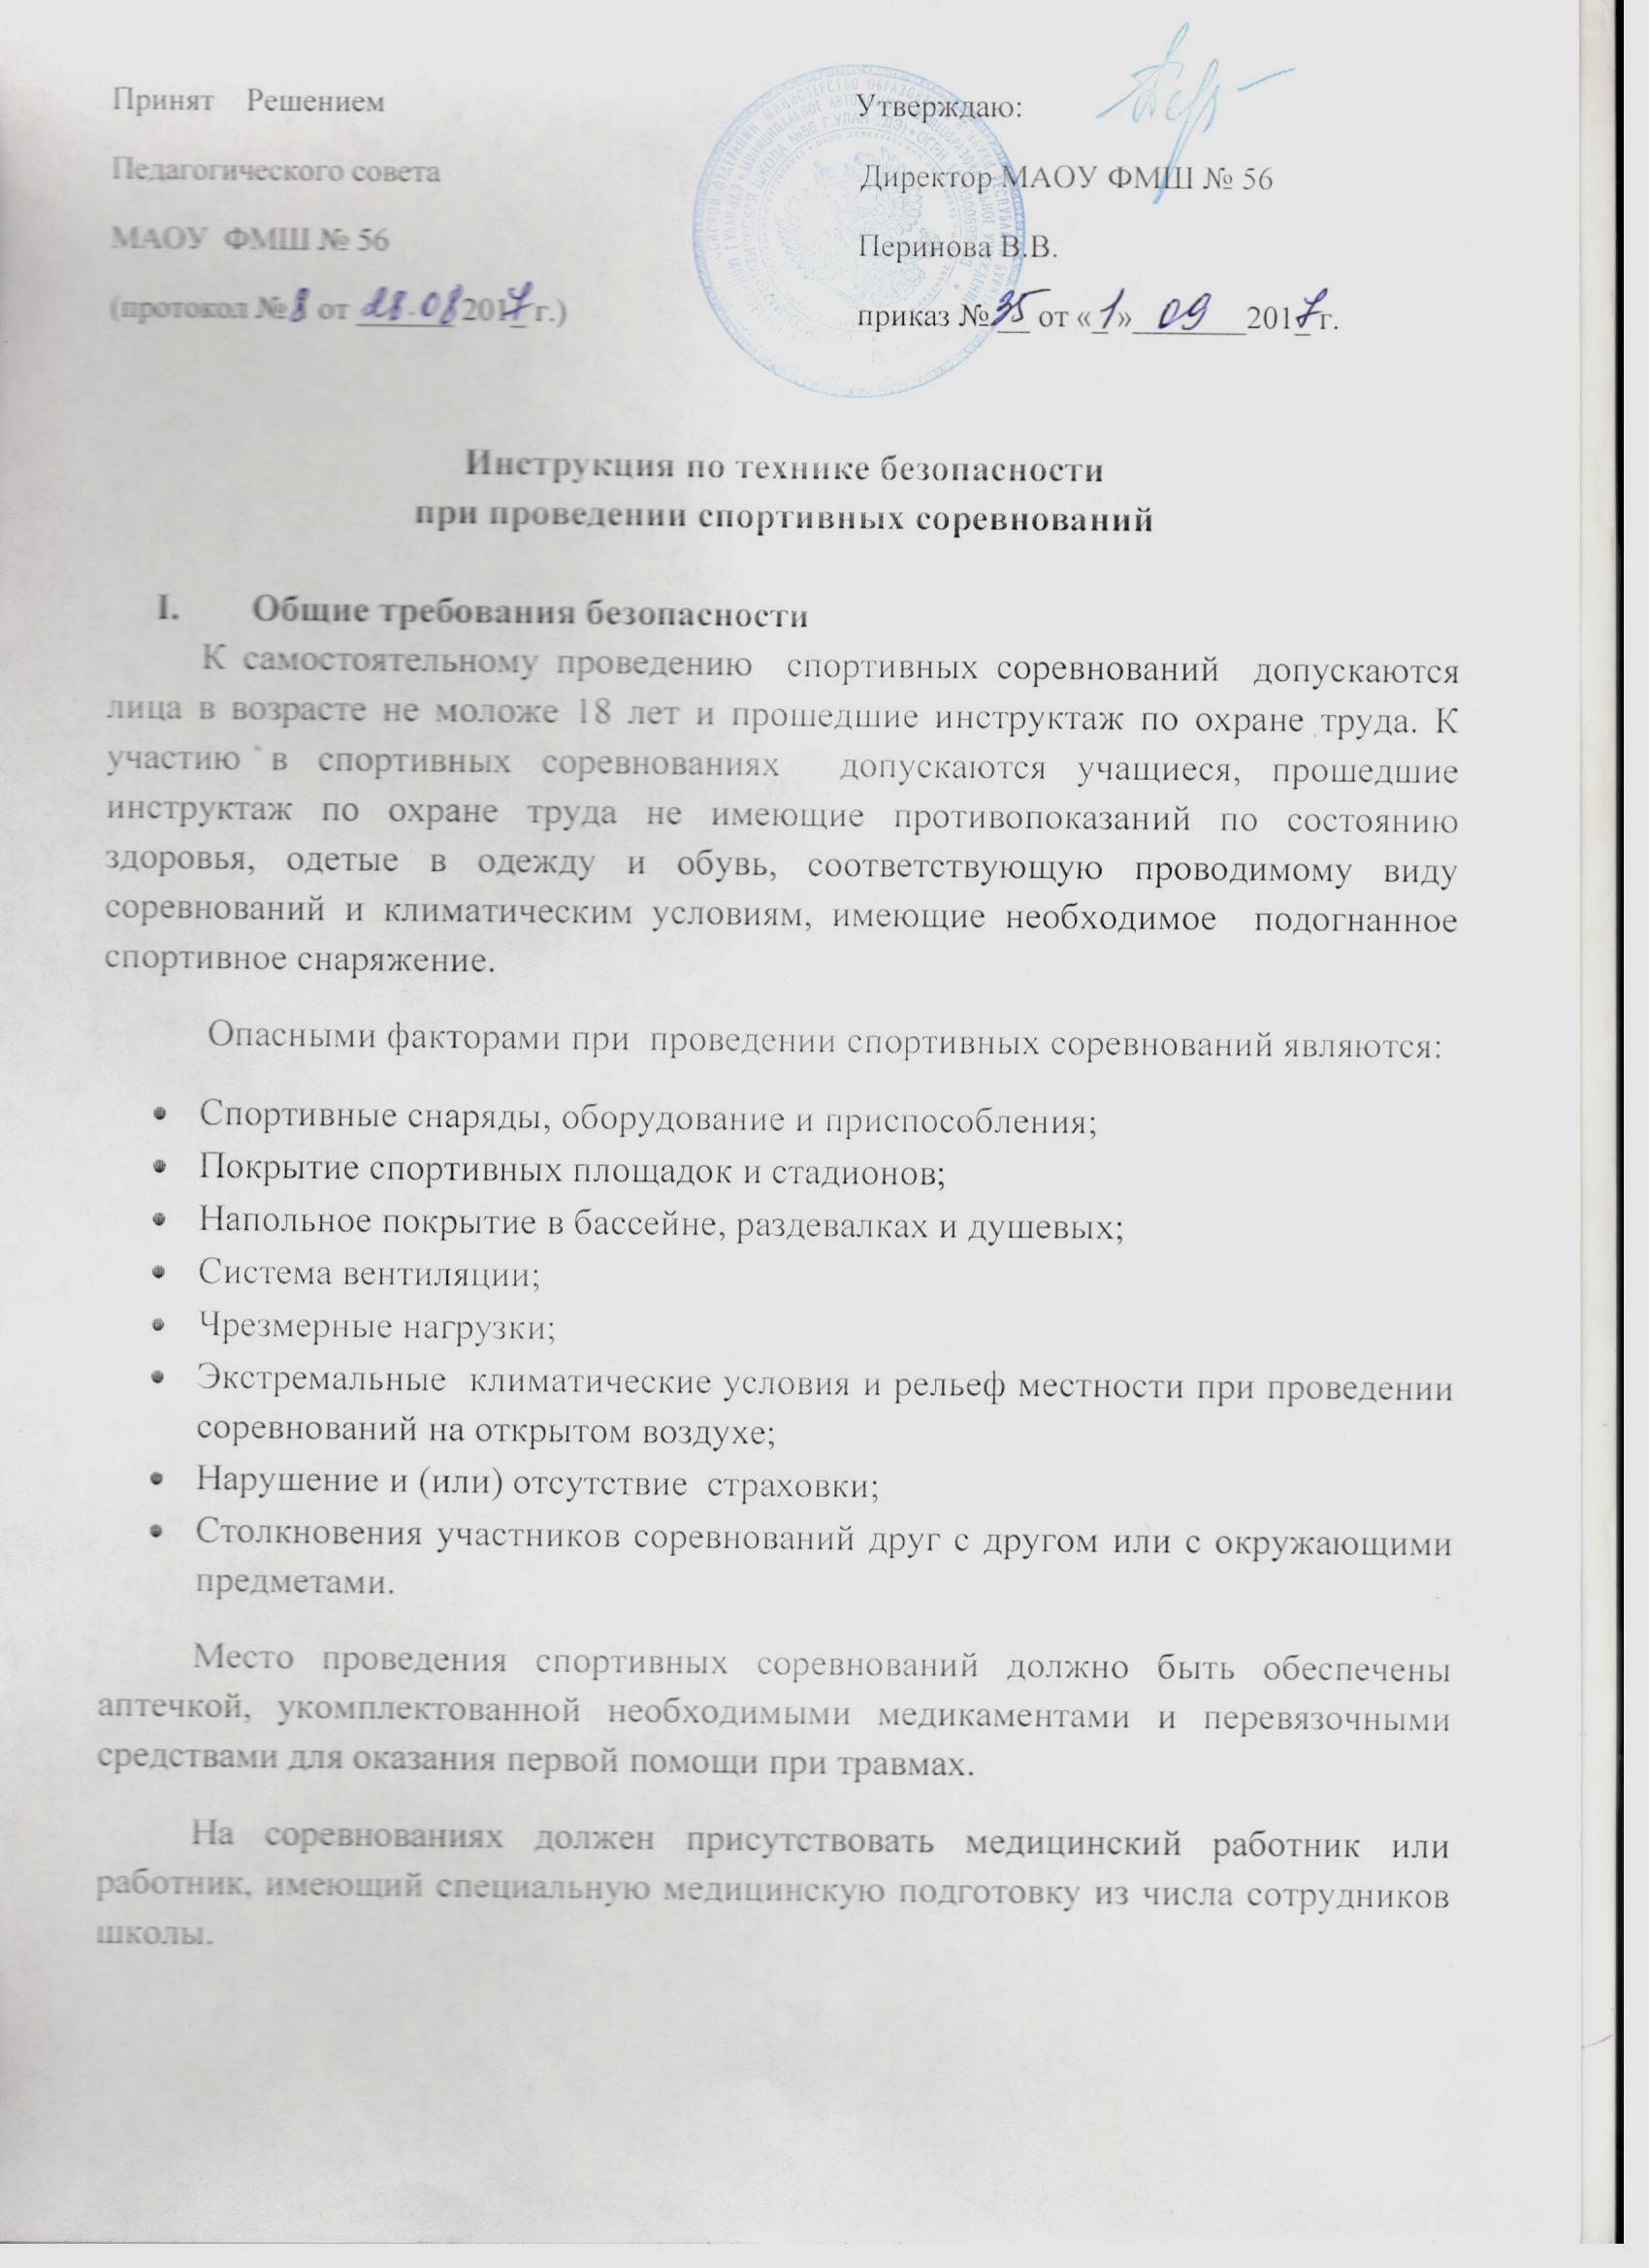 Принят Решением
Педагогического совета
МАОУ ФМШ № 56
(протокол № 8 от 28.08 2017 г.)
Утверждаю:
Директор МАОУ ФМШ № 56
Перинова В.В.
приказ № 35 от «1» 09 2017 г.
Инструкция по технике безопасности
при проведении спортивных соревнований
I. Общие требования безопасности
К самостоятельному проведению спортивных соревнований допускаются
лица в возрасте не моложе 18 лет и прошедшие инструктаж по охране труда. К
участию в спортивных соревнованиях допускаются учащиеся, прошедшие
инструктаж по охране труда не имеющие противопоказаний по состоянию
здоровья, одетые в одежду и обувь, соответствующую проводимому виду
соревнований и климатическим условиям, имеющие необходимое подогнанное
спортивное снаряжение.
Опасными факторами при проведении спортивных соревнований являются:
• Спортивные снаряды, оборудование и приспособления;
• Покрытие спортивных площадок и стадионов;
• Напольное покрытие в бассейне, раздевалках и душевых;
• Система вентиляции;
• Чрезмерные нагрузки;
• Экстремальные климатические условия и рельеф местности при проведении
соревнований на открытом воздухе;
• Нарушение и (или) отсутствие страховки;
• Столкновения участников соревнований друг с другом или с окружающими
предметами.
Место проведения спортивных соревнований должно быть обеспечены
аптечкой, укомплектованной необходимыми медикаментами и перевязочными
средствами для оказания первой помощи при травмах.
На соревнованиях должен присутствовать медицинский работник или
работник, имеющий специальную медицинскую подготовку из числа сотрудников
школы.